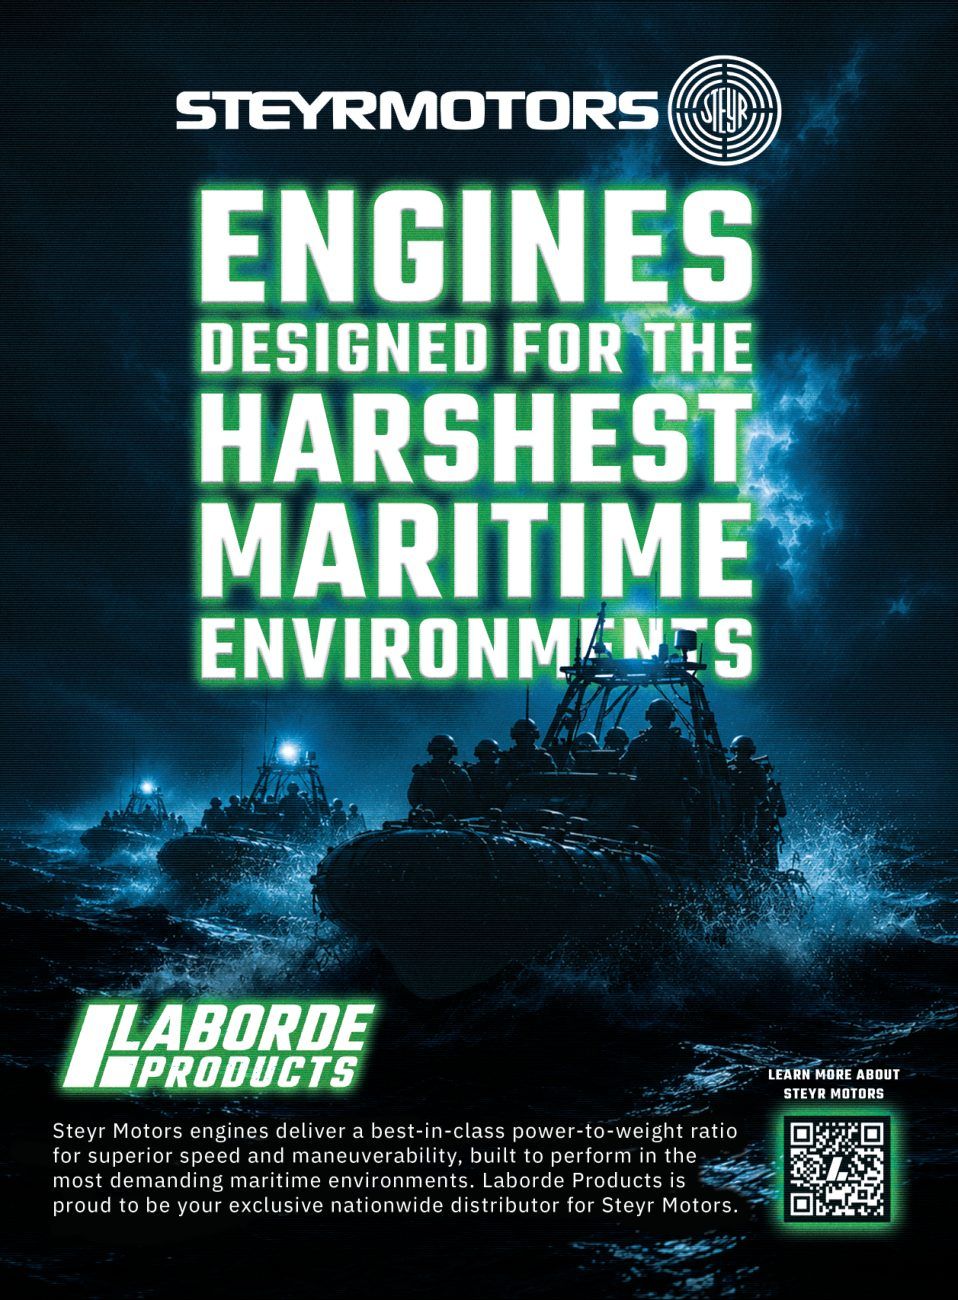 STEYRMOTORS STEYR
ENGINES
DESIGNED FOR THE
HARSHEST
MARITIME
ENVIRONMENTS
LABORDE
PRODUCTS
Steyr Motors engines deliver a best-in-class power-to-weight ratio
for superior speed and maneuverability, built to perform in the
most demanding maritime environments. Laborde Products is
proud to be your exclusive nationwide distributor for Steyr Motors.
LEARN MORE ABOUT
STEYR MOTORS